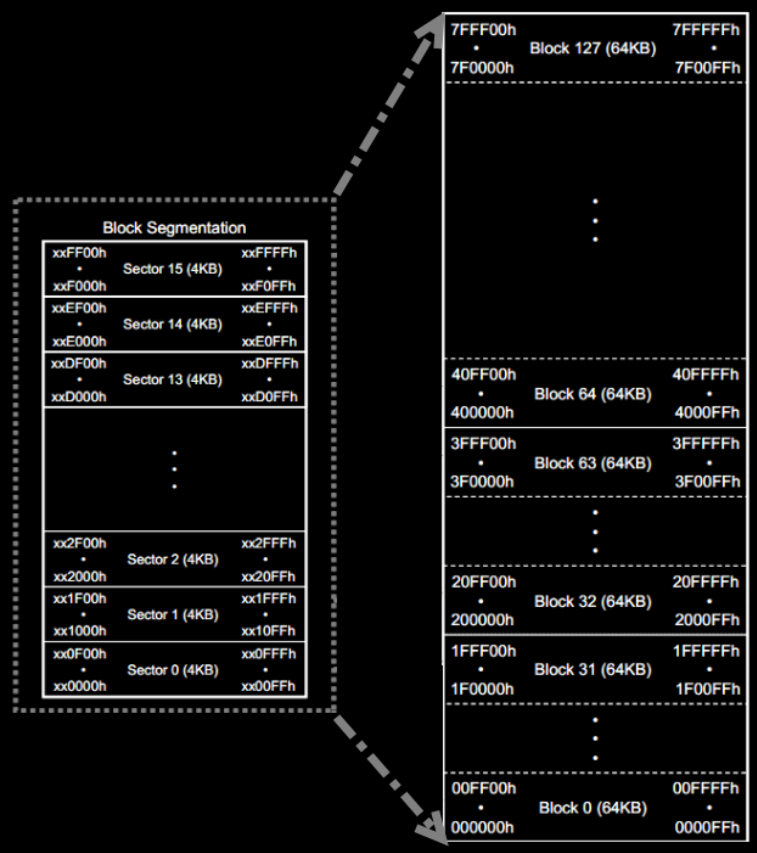 Block Segmentation
xxFF00h xxFFFFh
• Sector 15 (4KB) •
xxF000h xxF0FFh
xxEF00h xxEFFFh
• Sector 14 (4KB) •
xxE000h xxE0FFh
xxDF00h xxDFFFh
• Sector 13 (4KB) •
xxD000h xxD0FFh
xx2F00h xx2FFFh
• Sector 2 (4KB) •
xx2000h xx20FFh
xx1F00h xx1FFFh
• Sector 1 (4KB) •
xx1000h xx10FFh
xx0F00h xx0FFFh
• Sector 0 (4KB) •
xx0000h xx00FFh
7FFF00h 7FFFFFh
• Block 127 (64KB) •
7F0000h 7F00FFh
40FF00h 40FFFFh
• Block 64 (64KB) •
400000h 4000FFh
3FFF00h 3FFFFFh
• Block 63 (64KB) •
3F0000h 3F00FFh
20FF00h 20FFFFh
• Block 32 (64KB) •
200000h 2000FFh
1FFF00h 1FFFFFh
• Block 31 (64KB) •
1F0000h 1F00FFh
00FF00h 00FFFFh
• Block 0 (64KB) •
000000h 0000FFh